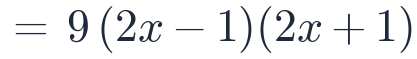 = 9 (2x − 1)(2x + 1)